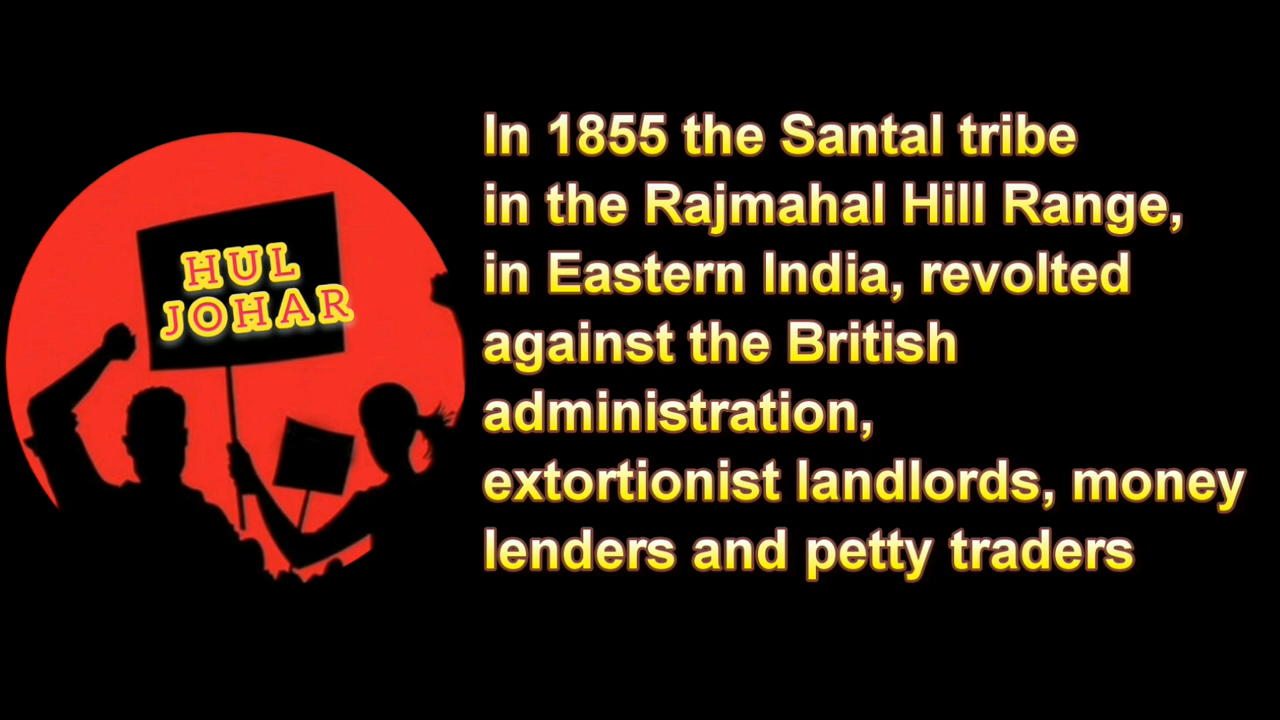 HUL
JOHAR
In 1855 the Santal tribe
in the Rajmahal Hill Range,
in Eastern India, revolted
against the British
administration,
extortionist landlords, money
lenders and petty traders